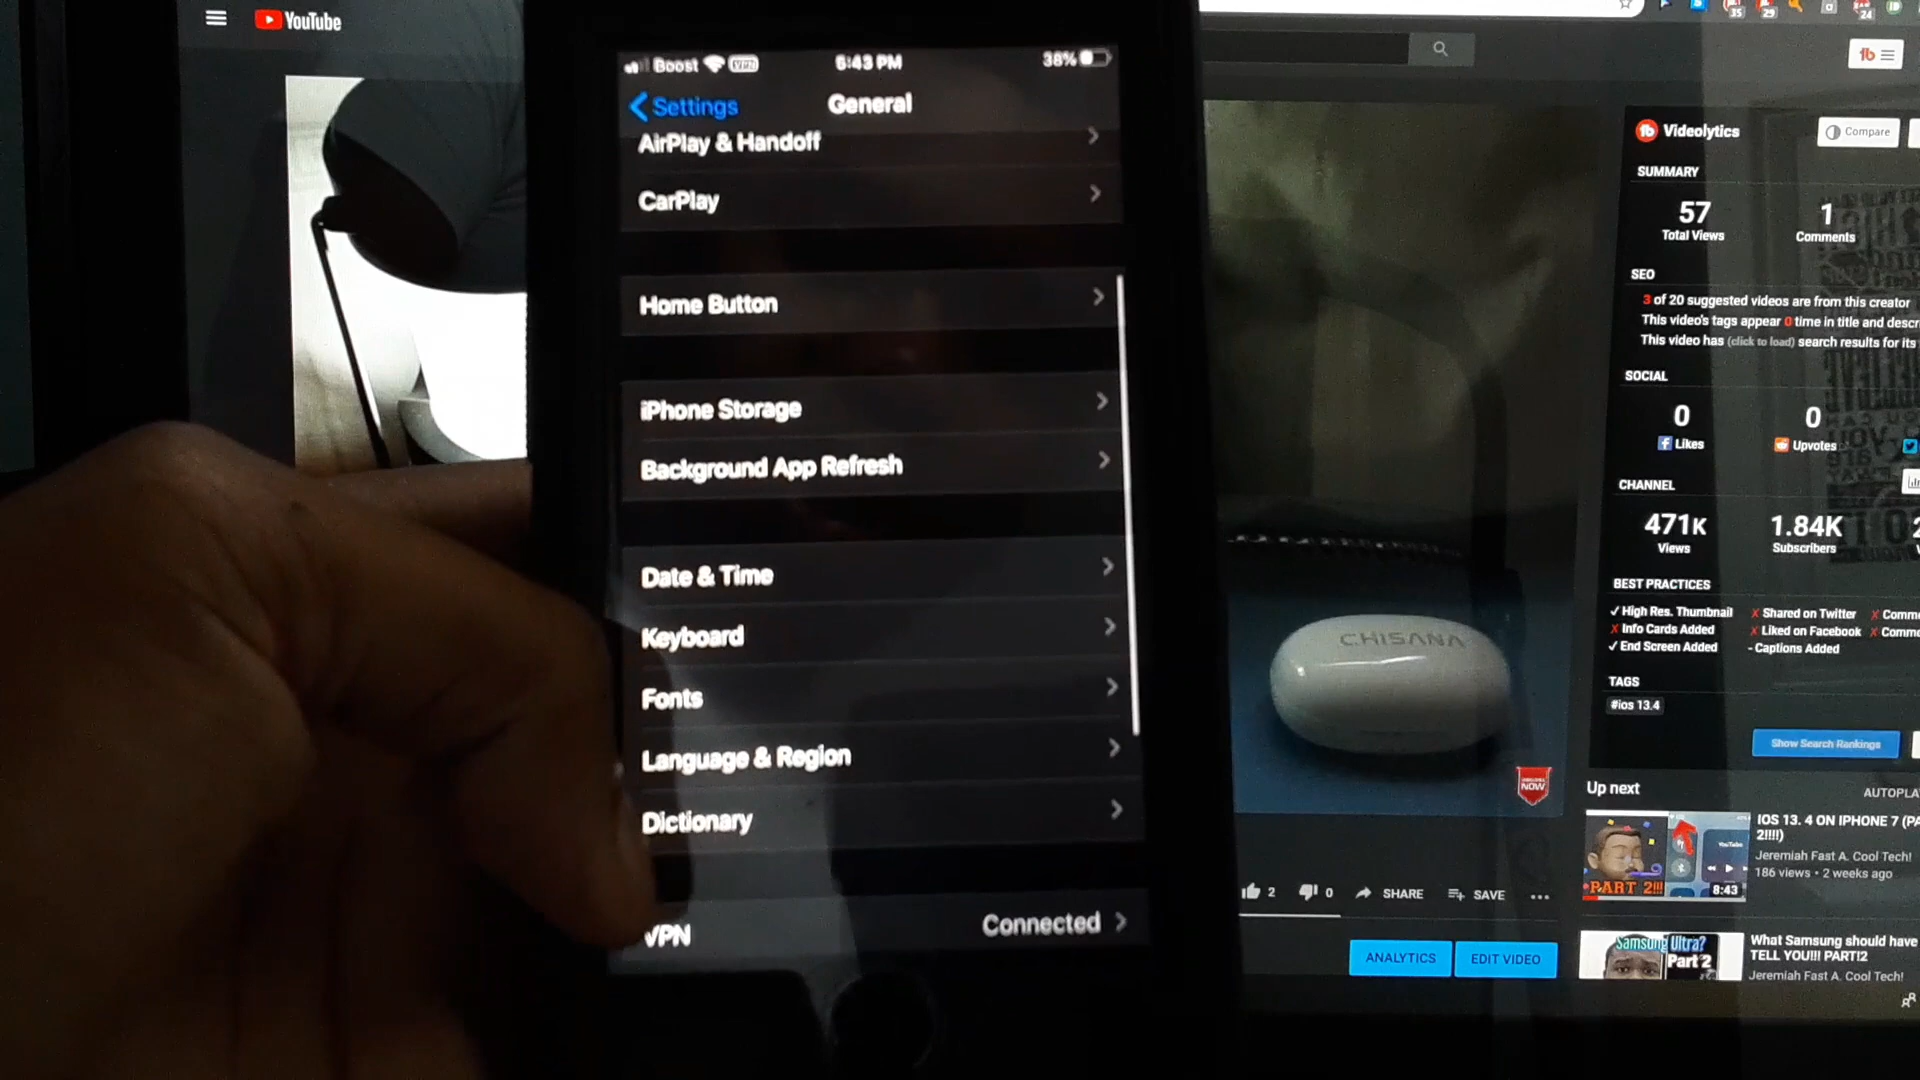 YouTube
Boost VPN 6:43 PM 38%
Settings General
AirPlay & Handoff
CarPlay
Home Button
iPhone Storage
Background App Refresh
Date & Time
Keyboard
Fonts
Language & Region
Dictionary
VPN Connected
CHISANA
NOW
2 0 SHARE SAVE
ANALYTICS EDIT VIDEO
35 29 24
Videolytics Compare
SUMMARY
57 1
Total Views Comments
SEO
3 of 20 suggested videos are from this creator
This video's tags appear 0 time in title and descr
This video has (click to load) search results for its
SOCIAL
0 0
Likes Upvotes
CHANNEL
471K 1.84K
Views Subscribers
BEST PRACTICES
✓ High Res. Thumbnail ✗ Shared on Twitter ✗ Comm
✗ Info Cards Added ✗ Liked on Facebook ✗ Comm
✓ End Screen Added - Captions Added
TAGS
#ios 13.4
Show Search Rankings
Up next AUTOPLA
IOS 13. 4 ON IPHONE 7 (PA
2!!!!)
Jeremiah Fast A. Cool Tech!
186 views • 2 weeks ago
PART 2!!! 8:43
What Samsung should have
TELL YOU!!! PART!2
Jeremiah Fast A. Cool Tech!
Samsung Ultra?
Part 2